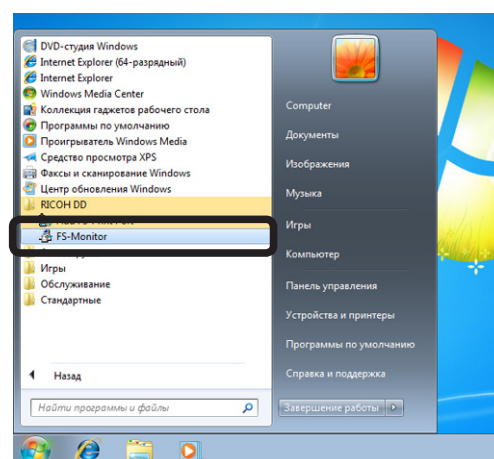 DVD-студия Windows
Internet Explorer (64-разрядный)
Internet Explorer
Windows Media Center
Коллекция гаджетов рабочего стола
Программы по умолчанию
Проигрыватель Windows Media
Средство просмотра XPS
Факсы и сканирование Windows
Центр обновления Windows
RICOH DD
FS-Monitor
Игры
Обслуживание
Стандартные
Назад
Найти программы и файлы
Computer
Документы
Изображения
Музыка
Игры
Компьютер
Панель управления
Устройства и принтеры
Программы по умолчанию
Справка и поддержка
Завершение работы